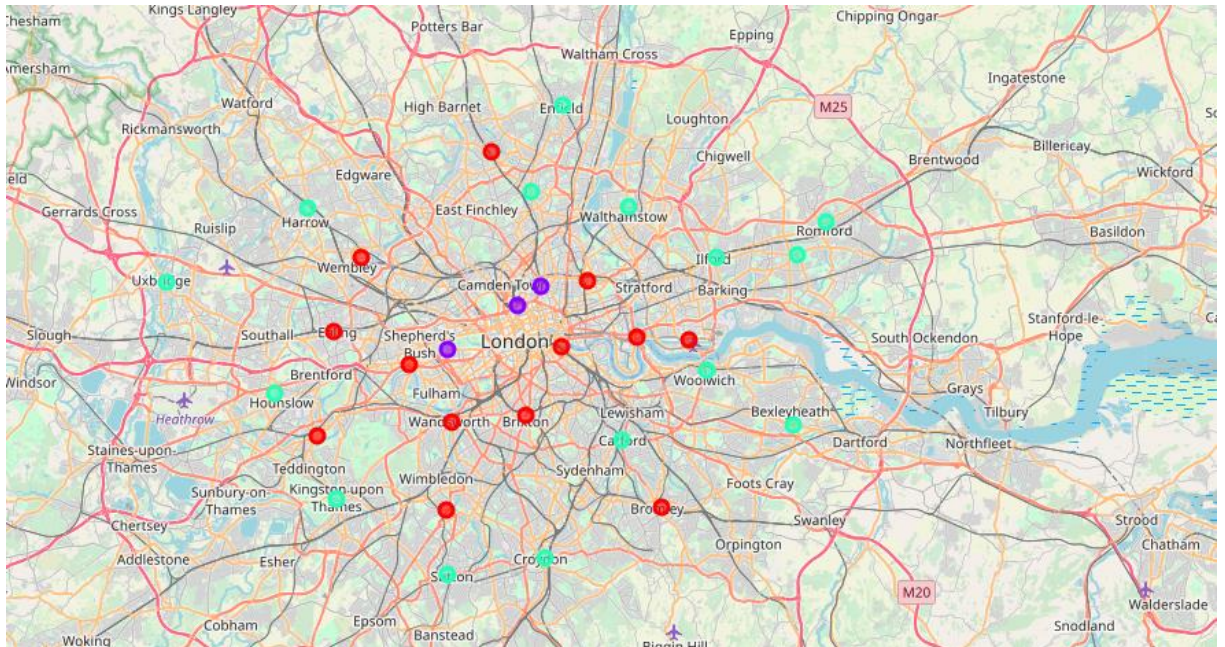 Chesham
Kings Langley
Potters Bar
Chipping Ongar
Epping
Waltham Cross
Amersham
Ingatestone
Watford
High Barnet
Enfield
M25
Loughton
Rickmansworth
Billericay
Chigwell
Brentwood
Wickford
Edgware
Gerrards Cross
East Finchley
Walthamstow
Harrow
Ruislip
Romford
Basildon
Wembley
Ilford
Uxbridge
Camden Town
Stratford
Barking
Stanford-le-
Hope
Slough
Southall
Ealing
Shepherd's
Bush
London
South Ockendon
Brentford
Woolwich
Windsor
Grays
Fulham
Hounslow
Heathrow
Lewisham
Bexleyheath
Tilbury
Wandsworth
Brixton
Catford
Dartford
Northfleet
Staines-upon-
Thames
Teddington
Sydenham
Wimbledon
Foots Cray
Kingston upon
Thames
Sunbury-on-
Thames
Bromley
Swanley
Strood
Chertsey
Orpington
Chatham
Addlestone
Esher
Croydon
Sutton
M20
Walderslade
Cobham
Epsom
Snodland
Banstead
Woking
Biggin Hill